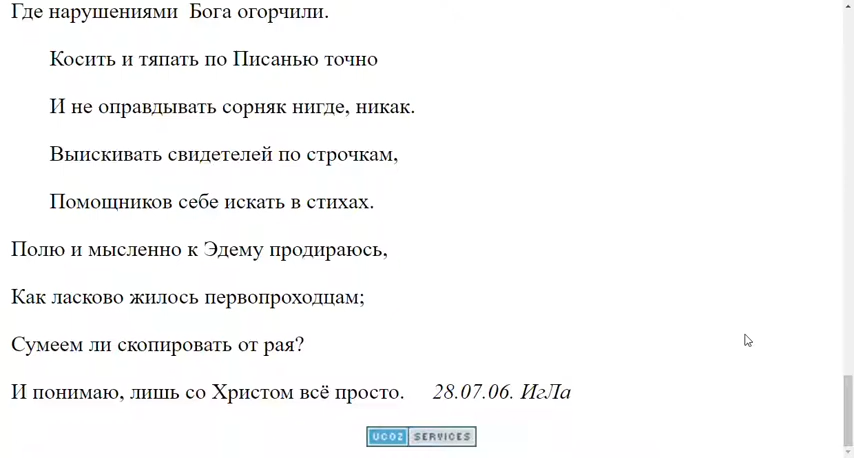 Где нарушениями Бога огорчили.
Косить и тяпать по Писанью точно
И не оправдывать сорняк нигде, никак.
Выискивать свидетелей по строчкам,
Помощников себе искать в стихах.
Полю и мысленно к Эдему продираюсь,
Как ласково жилось первопроходцам;
Сумеем ли скопировать от рая?
И понимаю, лишь со Христом всё просто. 28.07.06. ИгЛа
UCOZ SERVICES